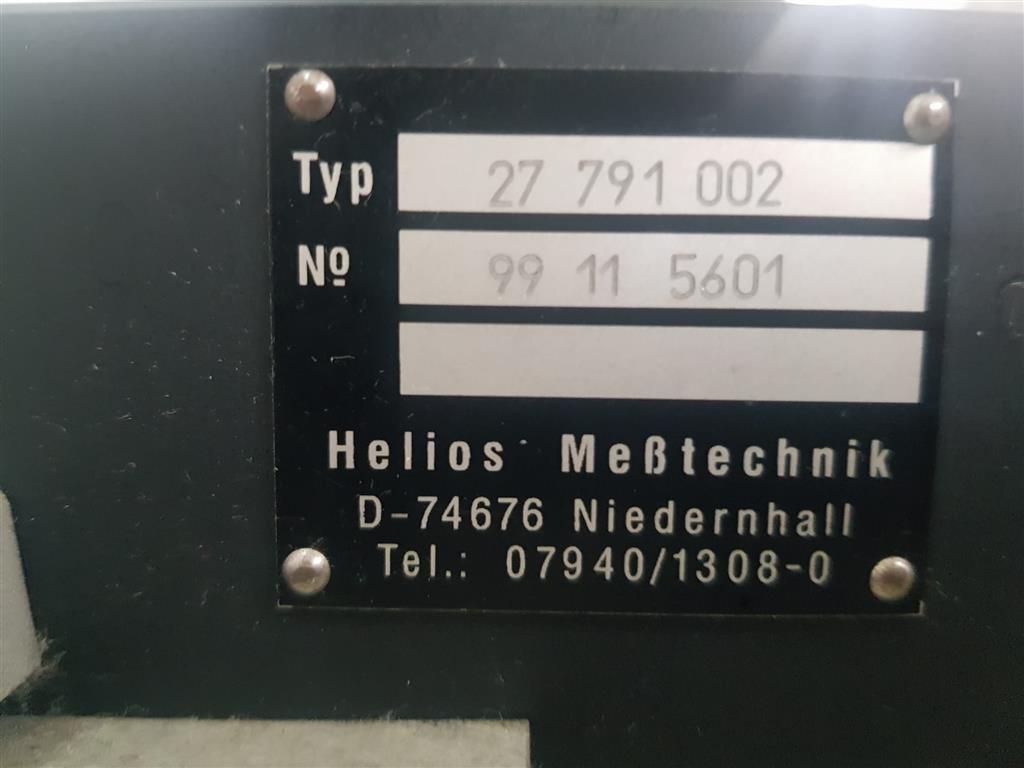 Typ 27 791 002
Nº 99 11 5601
Helios Meßtechnik
D-74676 Niedernhall
Tel.: 07940/1308-0